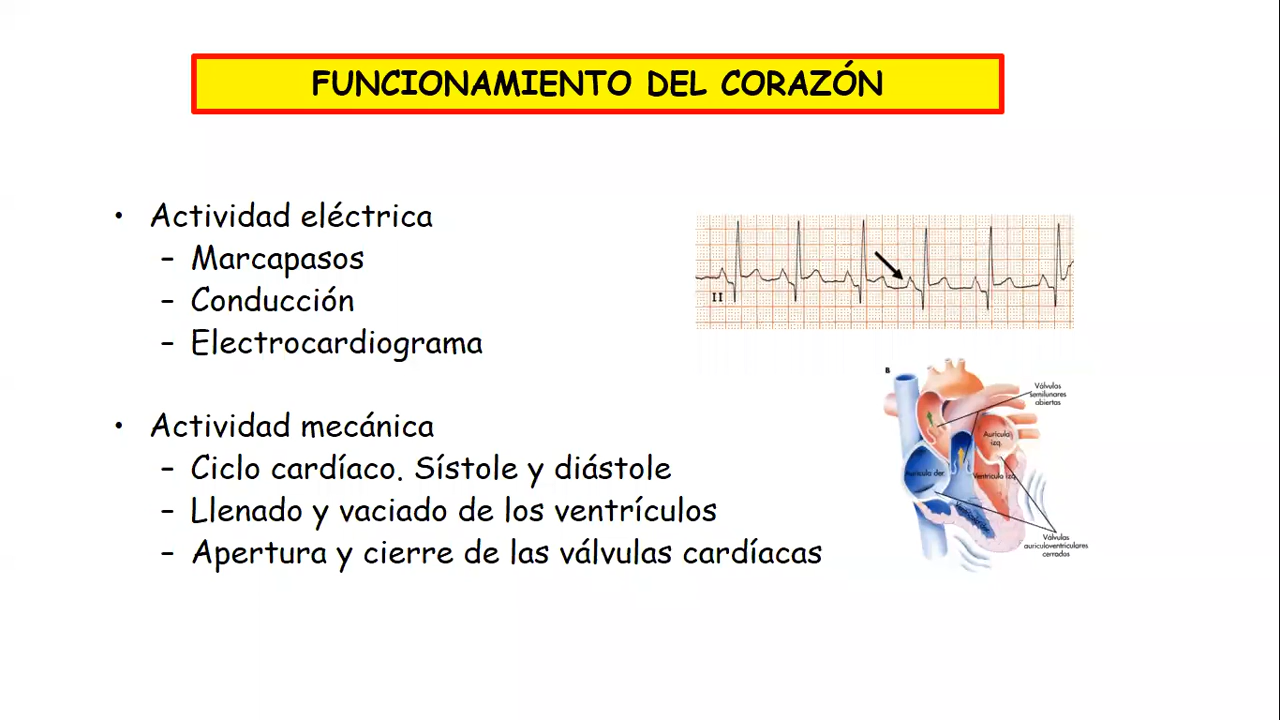 FUNCIONAMIENTO DEL CORAZÓN
• Actividad eléctrica
– Marcapasos
– Conducción
– Electrocardiograma
• Actividad mecánica
– Ciclo cardíaco. Sístole y diástole
– Llenado y vaciado de los ventrículos
– Apertura y cierre de las válvulas cardíacas
II
B
Válvulas
semilunares
abiertas
Aurícula
izq.
Aurícula der.
Ventrículo izq.
Válvulas
auriculoventriculares
cerrados